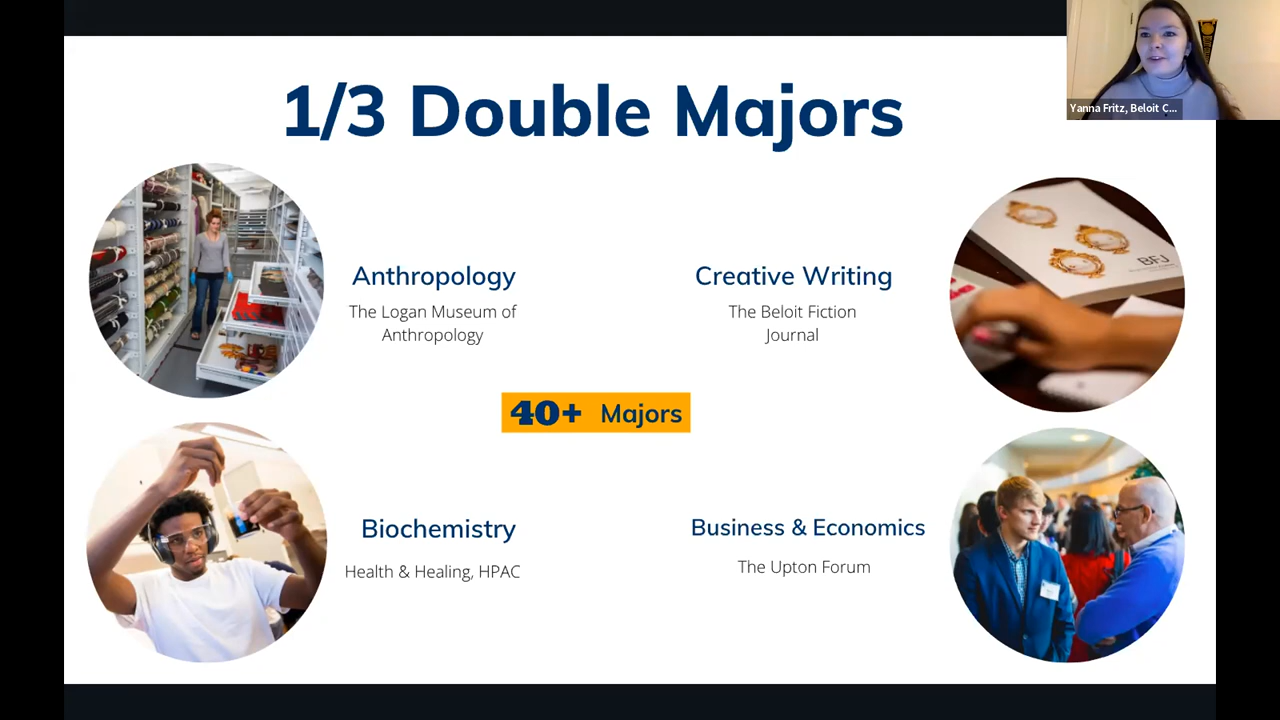 1/3 Double Majors
Yanna Fritz, Beloit C...
Anthropology
The Logan Museum of
Anthropology
Creative Writing
The Beloit Fiction
Journal
BFJ
40+ Majors
Biochemistry
Health & Healing, HPAC
Business & Economics
The Upton Forum